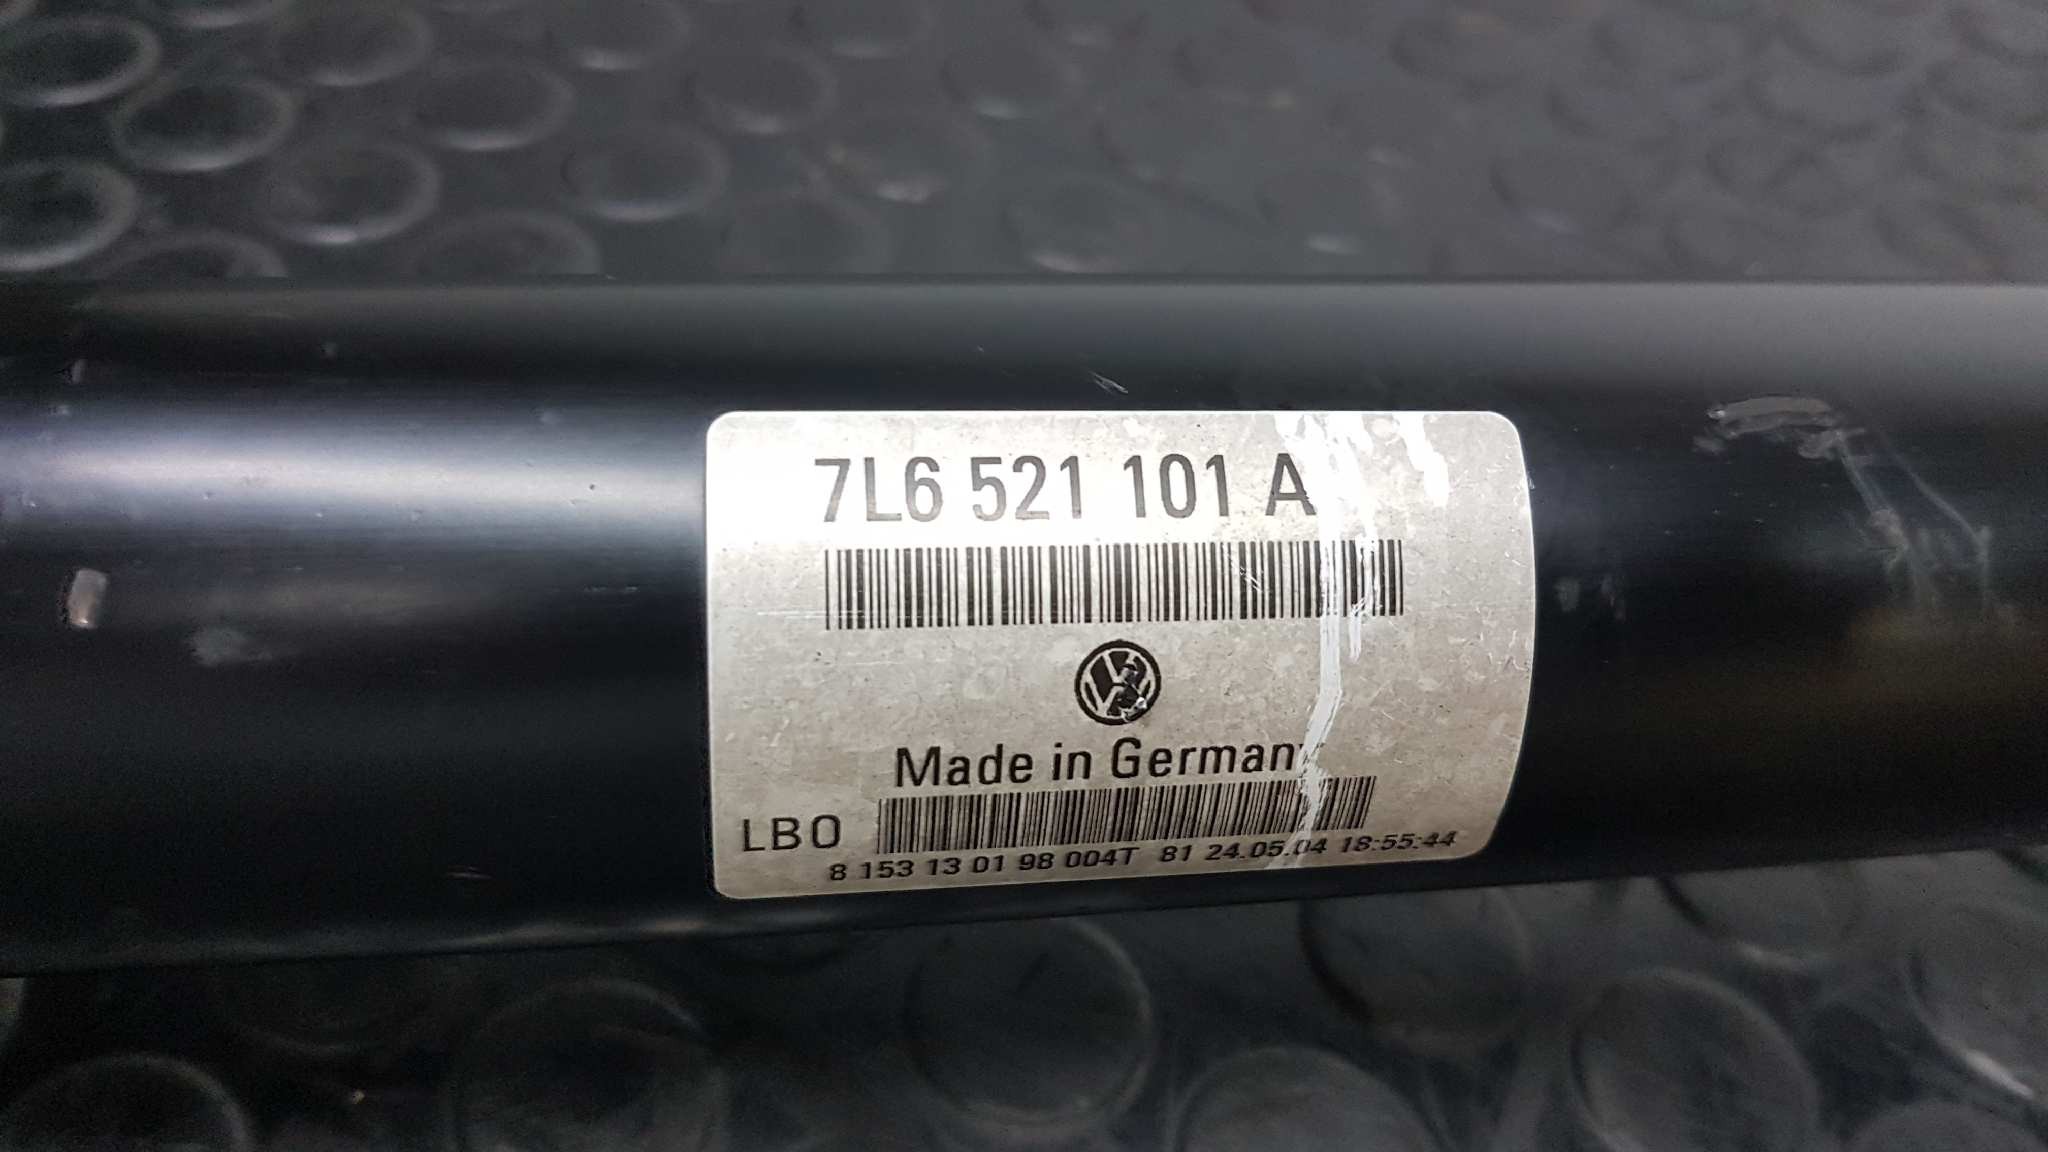 7L6 521 101 A
Made in Germany
LBO
8 153 13 01 98 004T 81 24.05.04 18:55:44